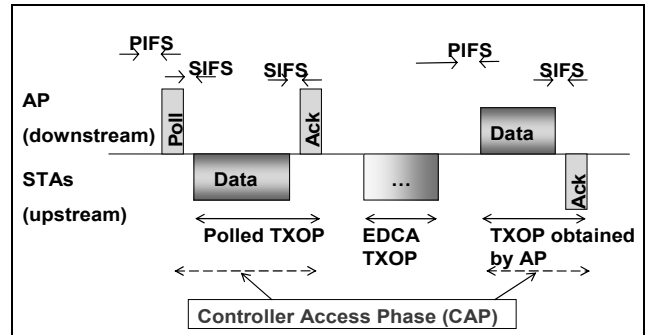 PIFS
SIFS
SIFS
PIFS
SIFS
AP
(downstream)
Poll
Ack
Data
STAs
(upstream)
Data
...
Ack
Polled TXOP
EDCA
TXOP
TXOP obtained
by AP
Controller Access Phase (CAP)